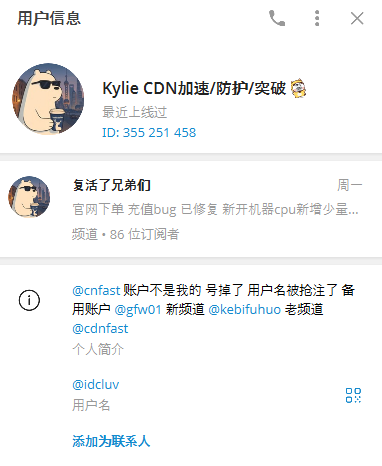 用户信息
Kylie CDN加速/防护/突破
最近上线过
ID: 355 251 458
复活了兄弟们
周一
官网下单 充值bug 已修复 新开机器cpu新增少量...
频道 • 86 位订阅者
@cnfast 账户不是我的 号掉了 用户名被抢注了 备
用账户 @gfw01 新频道 @kebifuhuo 老频道
@cdnfast
个人简介
@idcluv
用户名
添加为联系人